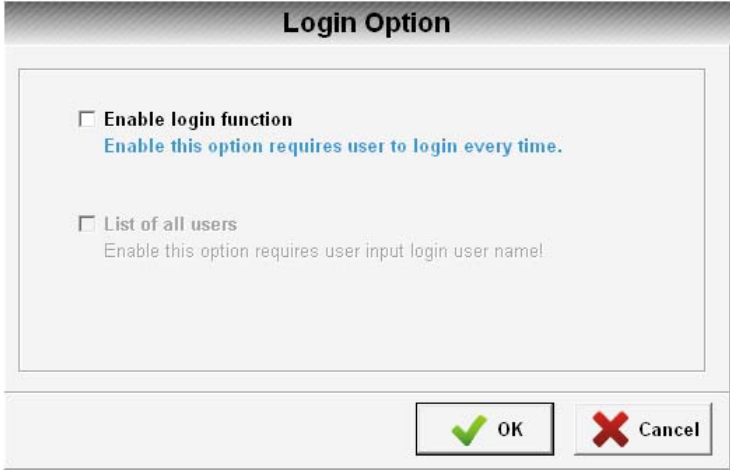 Login Option
Enable login function
Enable this option requires user to login every time.
List of all users
Enable this option requires user input login user name!
OK
Cancel